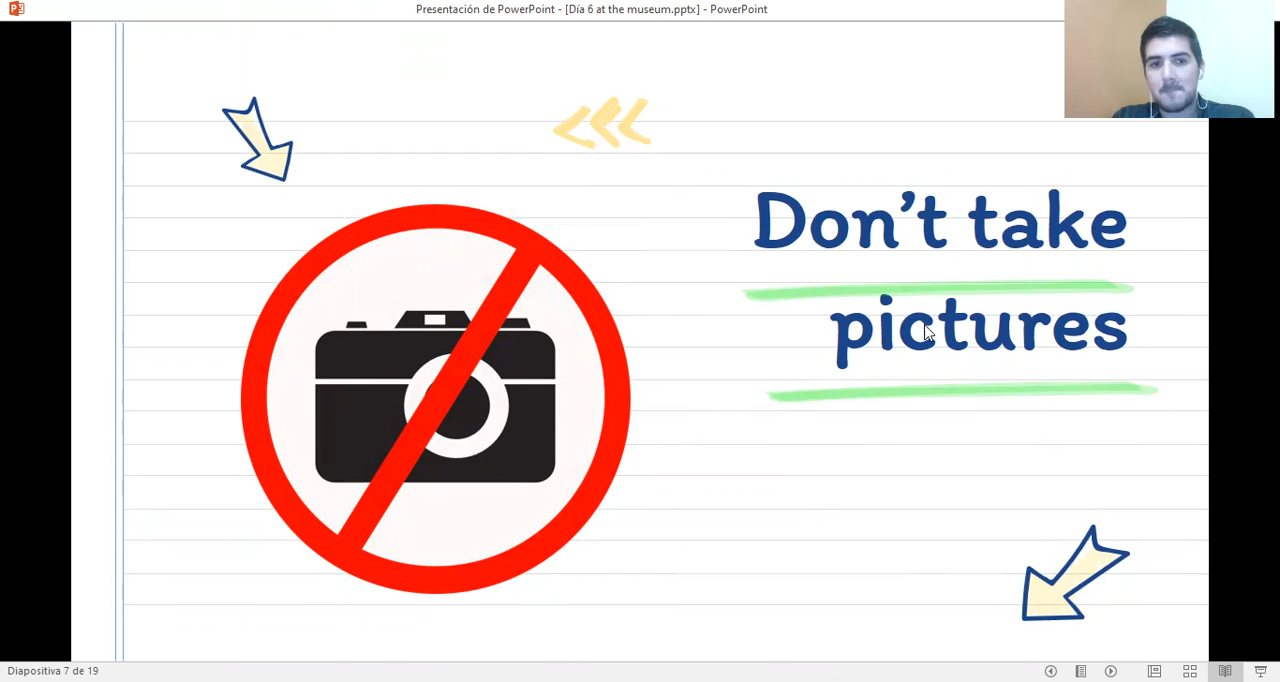 Presentación de PowerPoint - [Día 6 at the museum.pptx] - PowerPoint
Don't take
pictures
Diapositiva 7 de 19